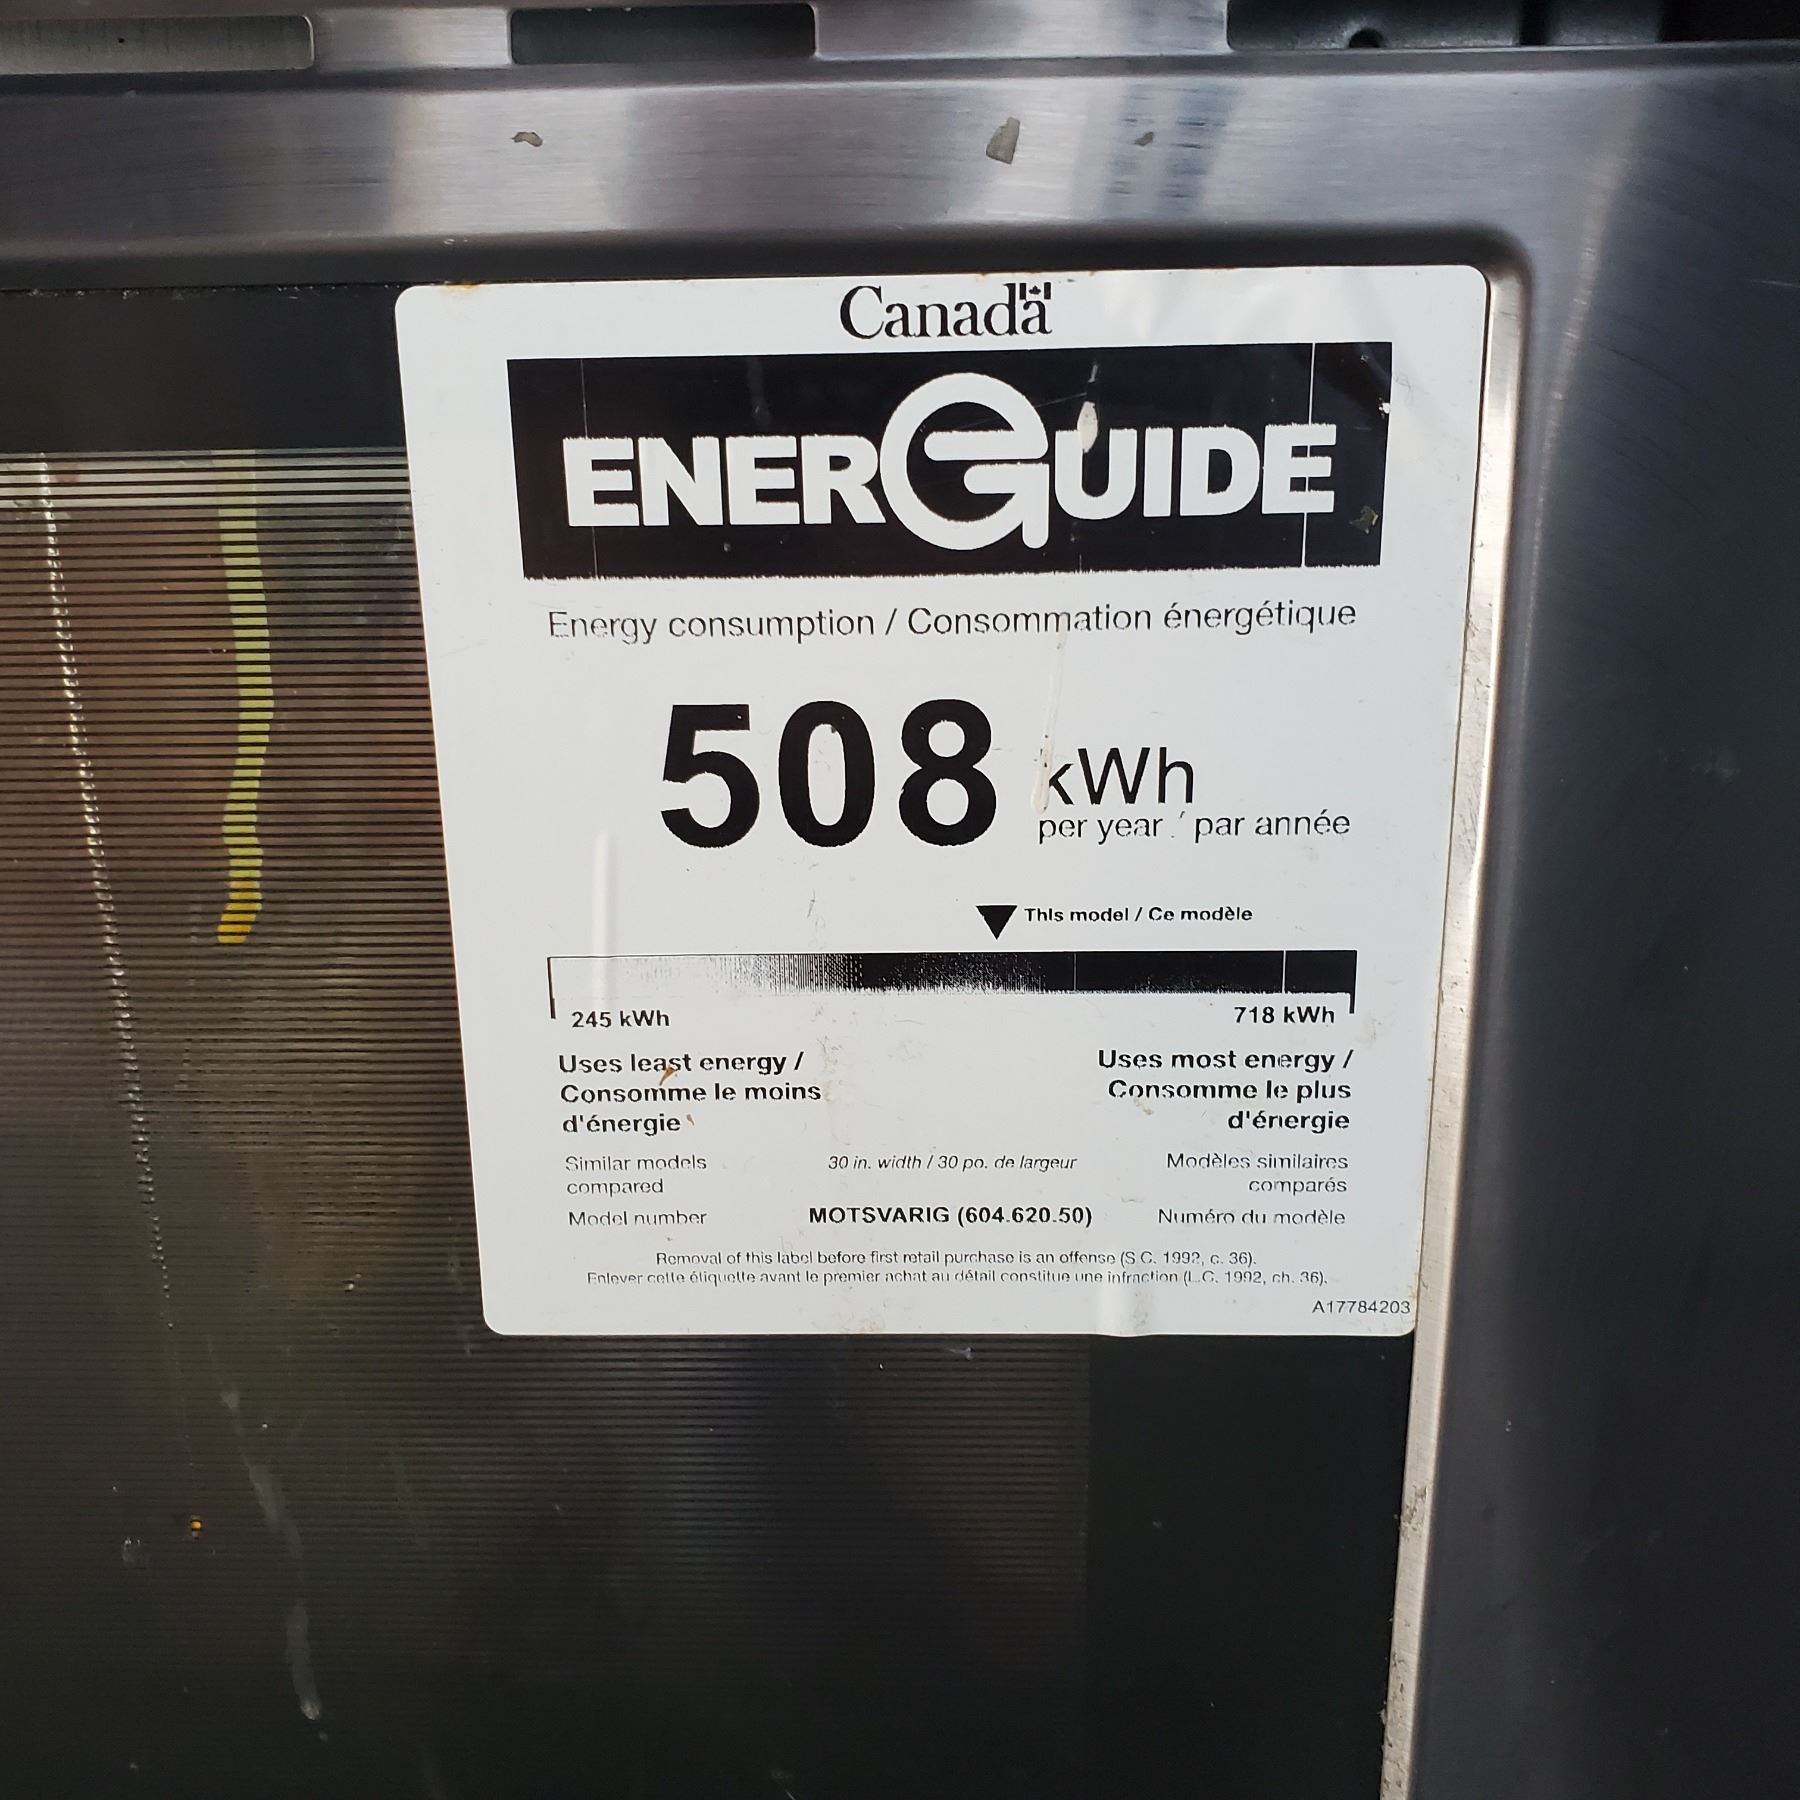 Canada
ENERGUIDE
Energy consumption / Consommation énergétique
508 kWh
per year / par année
This model / Ce modèle
245 kWh 718 kWh
Uses least energy / Uses most energy /
Consomme le moins Consomme le plus
d'énergie d'énergie
Similar models 30 in. width / 30 po. de largeur Modèles similaires
compared comparés
Model number MOTSVARIG (604.620.50) Numéro du modèle
Removal of this label before first retail purchase is an offense (S.C. 1992, c. 36).
Enlever cette étiquette avant le premier achat au détail constitue une infraction (L.C. 1992, ch. 36).
A17784203